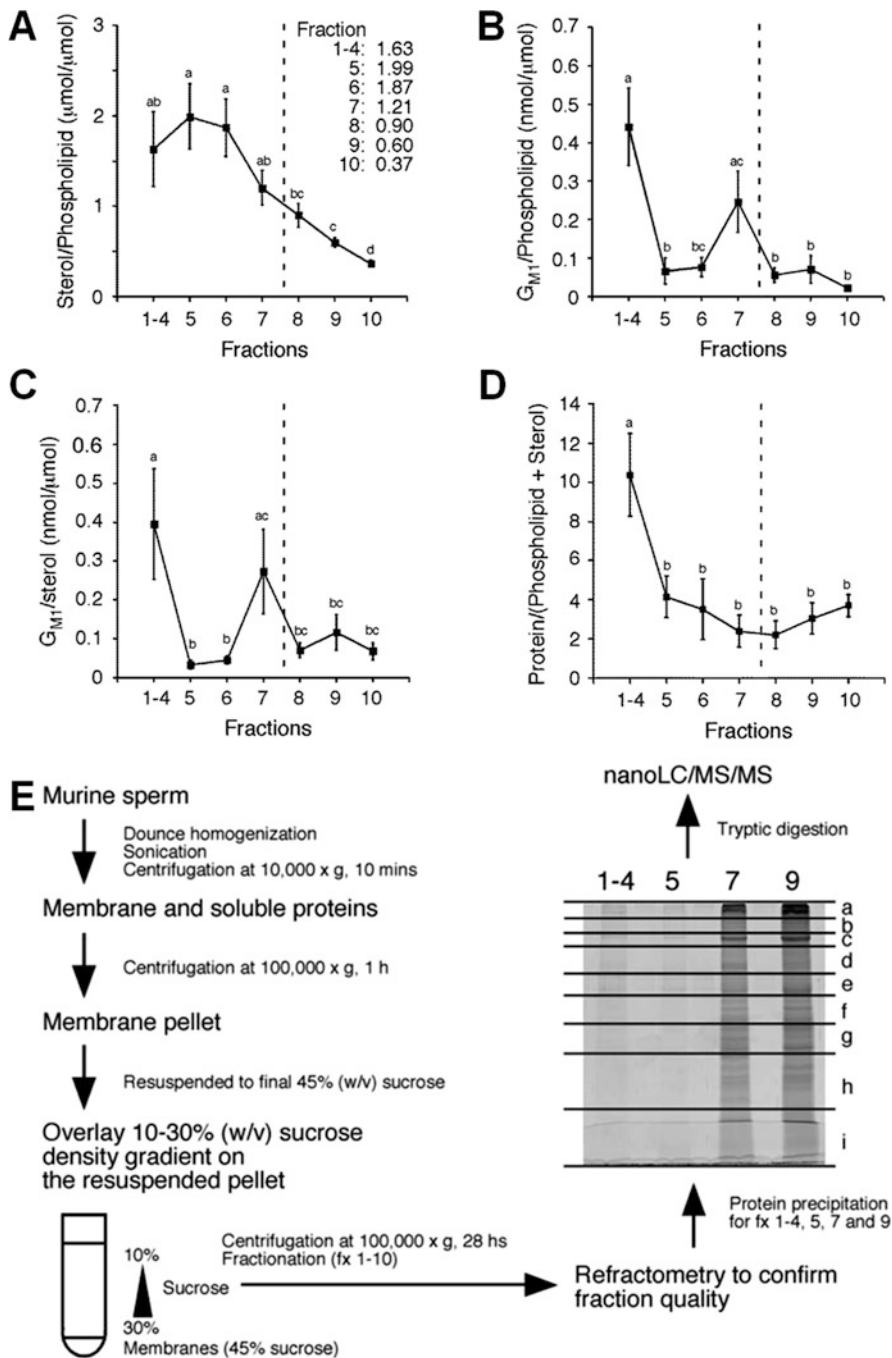 A
Sterol/Phospholipid (μmol/μmol)
3
2
1
0
ab
a
a
ab
bc
c
d
Fraction
1-4: 1.63
5: 1.99
6: 1.87
7: 1.21
8: 0.90
9: 0.60
10: 0.37
1-4 5 6 7 8 9 10
Fractions
B
GM1/Phospholipid (nmol/μmol)
0.7
0.6
0.5
0.4
0.3
0.2
0.1
0
a
b
bc
ac
b
b
b
1-4 5 6 7 8 9 10
Fractions
C
GM1/sterol (nmol/μmol)
0.7
0.6
0.5
0.4
0.3
0.2
0.1
0
a
b
b
ac
bc
bc
bc
1-4 5 6 7 8 9 10
Fractions
D
Protein/(Phospholipid + Sterol)
14
12
10
8
6
4
2
0
a
b
b
b
b
b
b
1-4 5 6 7 8 9 10
Fractions
E
Murine sperm
Dounce homogenization
Sonication
Centrifugation at 10,000 x g, 10 mins
Membrane and soluble proteins
Centrifugation at 100,000 x g, 1 h
Membrane pellet
Resuspended to final 45% (w/v) sucrose
Overlay 10-30% (w/v) sucrose
density gradient on
the resuspended pellet
10%
Sucrose
30%
Membranes (45% sucrose)
Centrifugation at 100,000 x g, 28 hs
Fractionation (fx 1-10)
Refractometry to confirm
fraction quality
Protein precipitation
for fx 1-4, 5, 7 and 9
1-4 5 7 9
a
b
c
d
e
f
g
h
i
Tryptic digestion
nanoLC/MS/MS